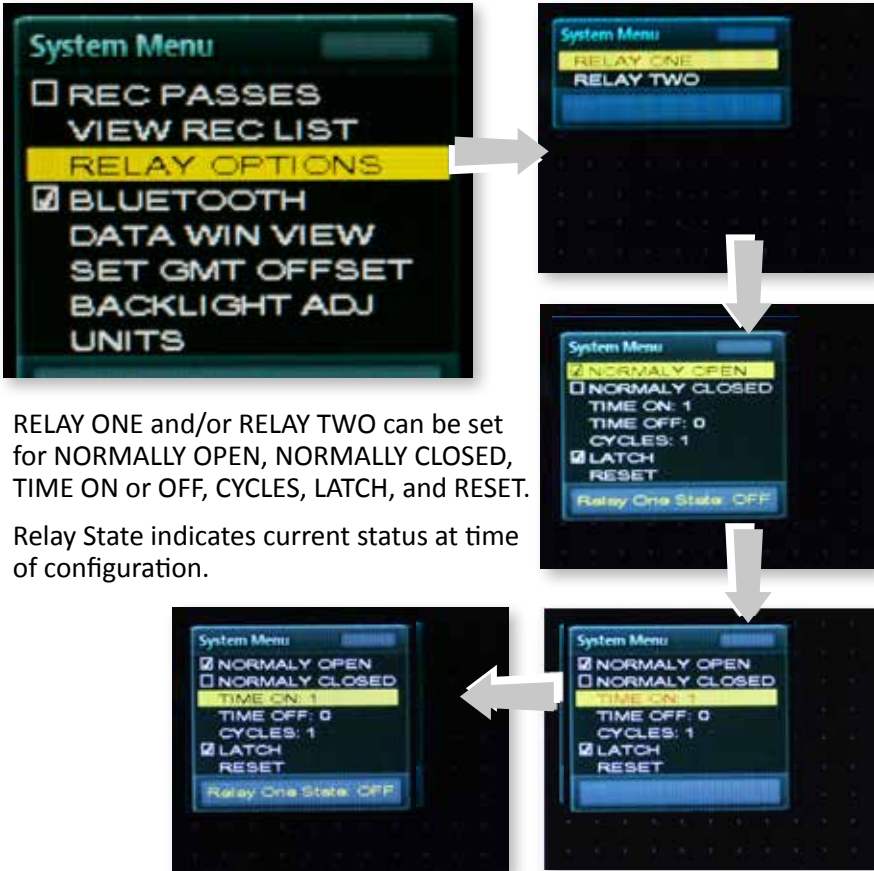 System Menu
REC PASSES
VIEW REC LIST
RELAY OPTIONS
BLUETOOTH
DATA WIN VIEW
SET GMT OFFSET
BACKLIGHT ADJ
UNITS
System Menu
RELAY ONE
RELAY TWO
System Menu
NORMALY OPEN
NORMALY CLOSED
TIME ON: 1
TIME OFF: 0
CYCLES: 1
LATCH
RESET
Relay One State: OFF
RELAY ONE and/or RELAY TWO can be set
for NORMALLY OPEN, NORMALLY CLOSED,
TIME ON or OFF, CYCLES, LATCH, and RESET.
Relay State indicates current status at time
of configuration.
System Menu
NORMALY OPEN
NORMALY CLOSED
TIME ON: 1
TIME OFF: 0
CYCLES: 1
LATCH
RESET
System Menu
NORMALY OPEN
NORMALY CLOSED
TIME ON: 1
TIME OFF: 0
CYCLES: 1
LATCH
RESET
Relay One State: OFF